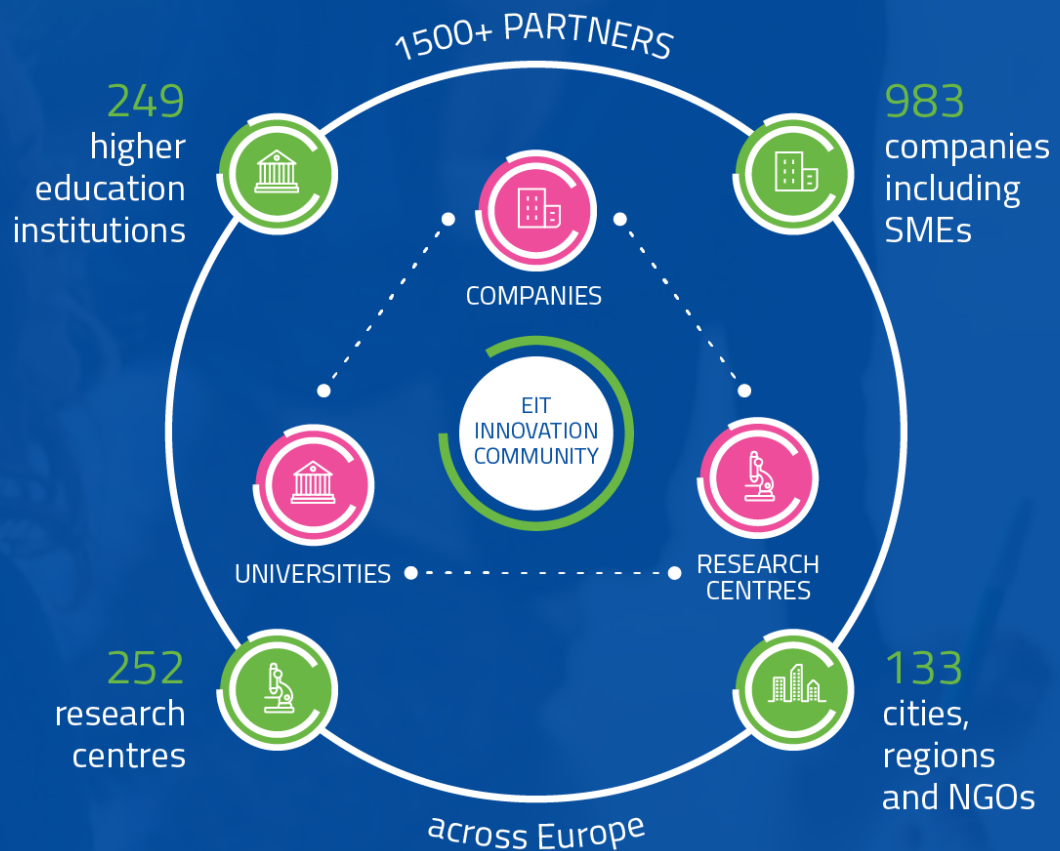 1500+ PARTNERS
249
higher
education
institutions
983
companies
including
SMEs
COMPANIES
EIT
INNOVATION
COMMUNITY
UNIVERSITIES
RESEARCH
CENTRES
252
research
centres
133
cities,
regions
and NGOs
across Europe